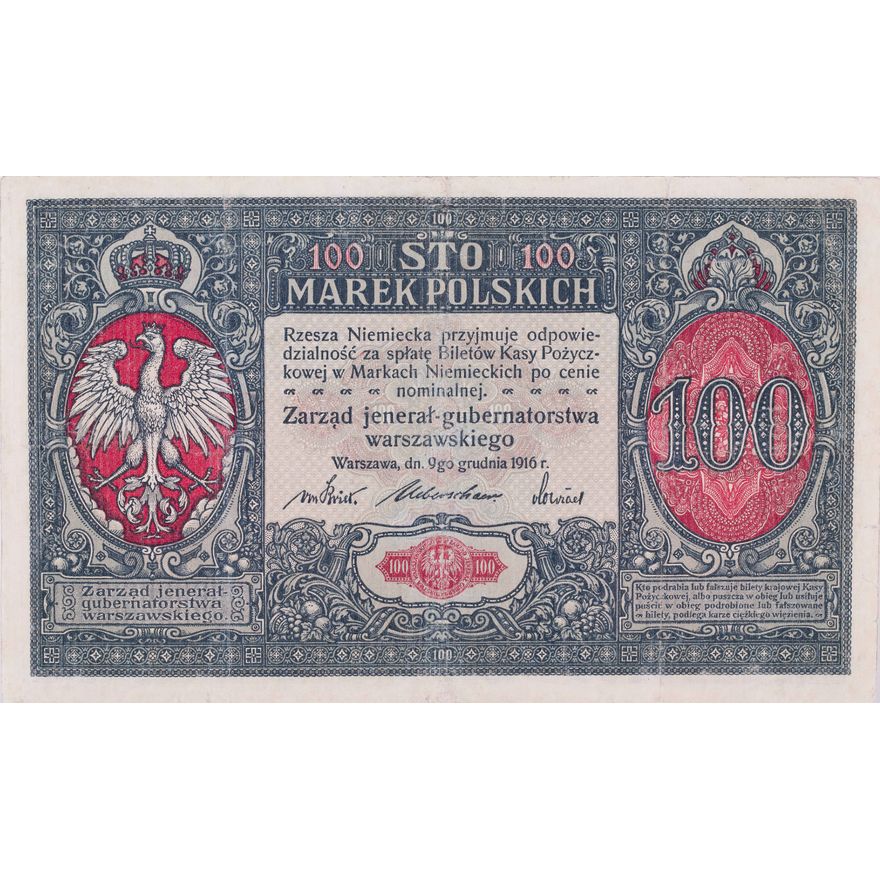 100
100 STO 100
MAREK POLSKICH
Rzesza Niemiecka przyjmuje odpowie-
dzialność za spłatę Biletów Kasy Pożycz-
kowej w Markach Niemieckich po cenie
nominalnej.
Zarząd jenerał-gubernatorstwa
warszawskiego
Warszawa, dn. 9go grudnia 1916 r.
100
100 100
Zarząd jenerał-
gubernatorstwa
warszawskiego.
Kto podrabia lub fałszuje bilety krajowej Kasy
Pożyczkowej, albo puszcza w obieg lub usiłuje
puścić w obieg podrobione lub fałszowane
bilety, podlega karze ciężkiego więzienia.
100